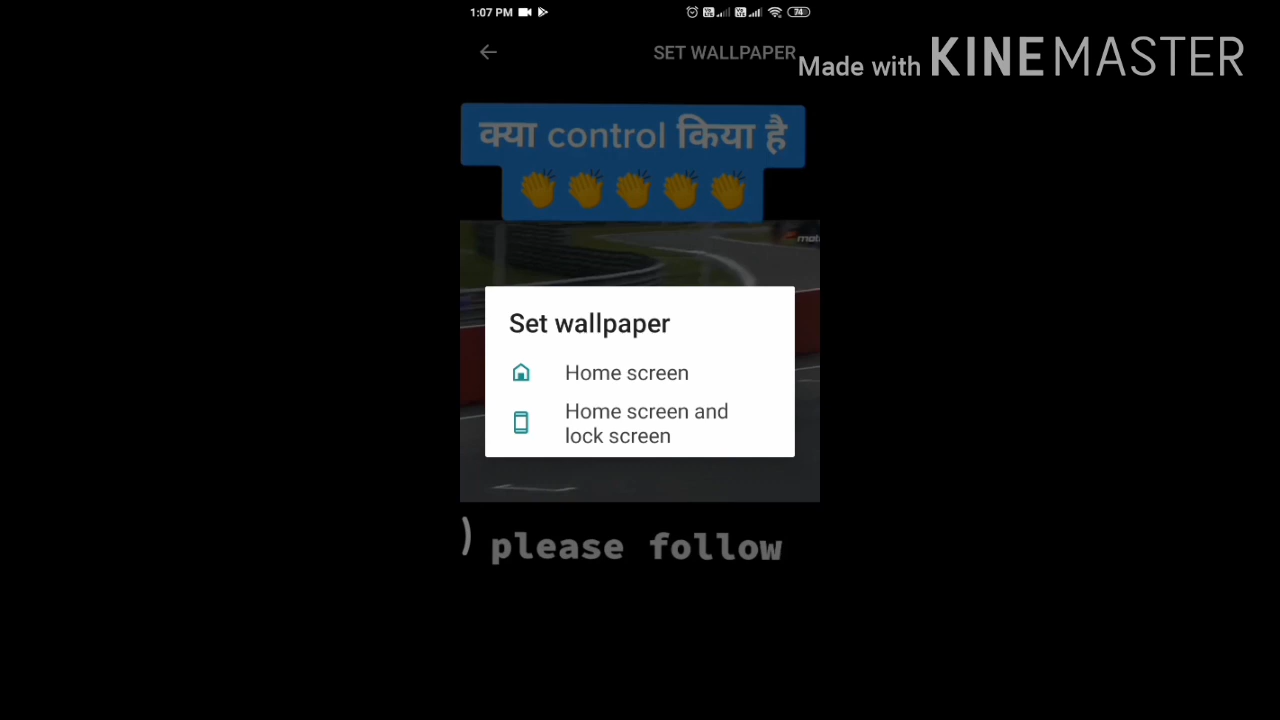 1:07 PM 74
SET WALLPAPER
Made with KINEMASTER
क्या control किया है
👏👏👏👏👏
Set wallpaper
Home screen
Home screen and
lock screen
) please follow